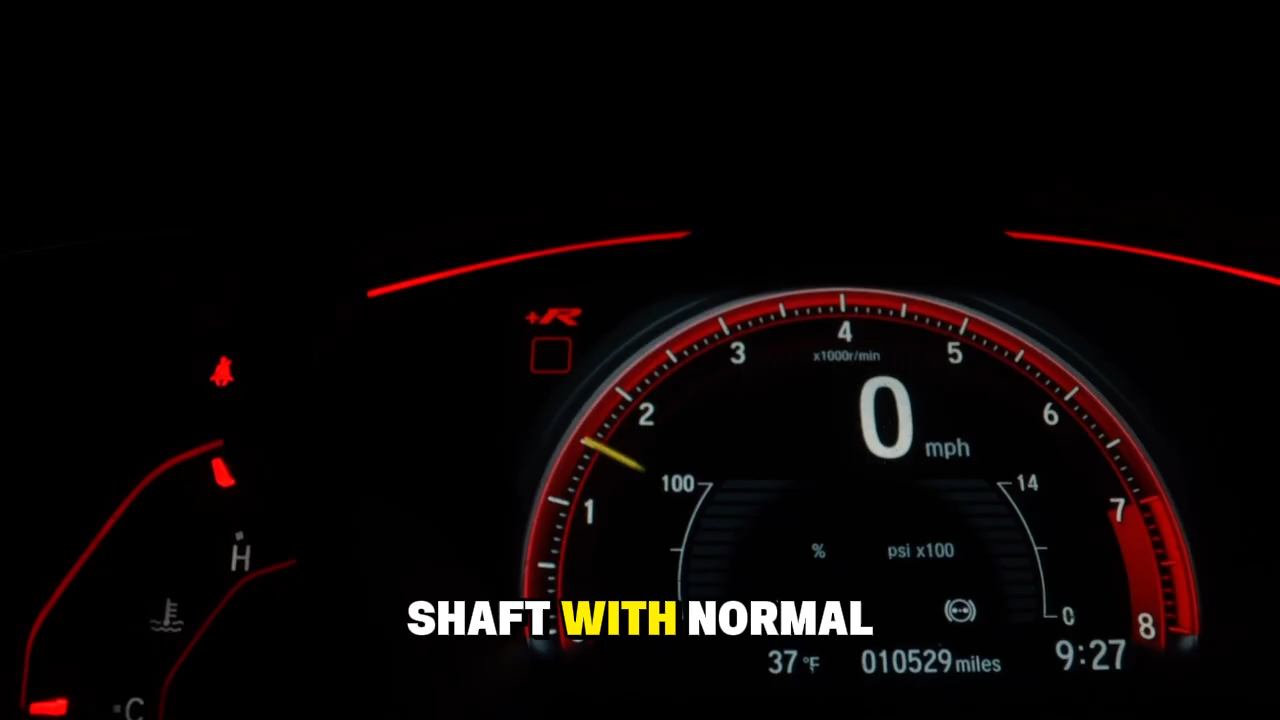 +R
4
3
5
x1000r/min
0 mph
2
6
1
100
14
7
H
% psi x100
0
8
SHAFT WITH NORMAL
37 °F 010529 miles 9:27
C